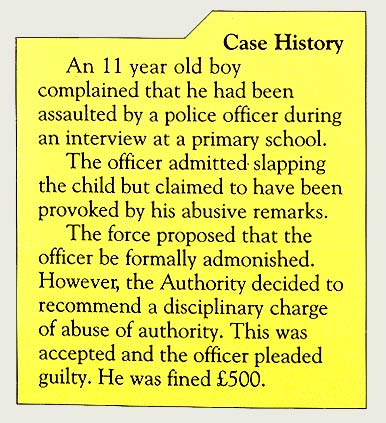 Case History
An 11 year old boy
complained that he had been
assaulted by a police officer during
an interview at a primary school.
The officer admitted slapping
the child but claimed to have been
provoked by his abusive remarks.
The force proposed that the
officer be formally admonished.
However, the Authority decided to
recommend a disciplinary charge
of abuse of authority. This was
accepted and the officer pleaded
guilty. He was fined £500.